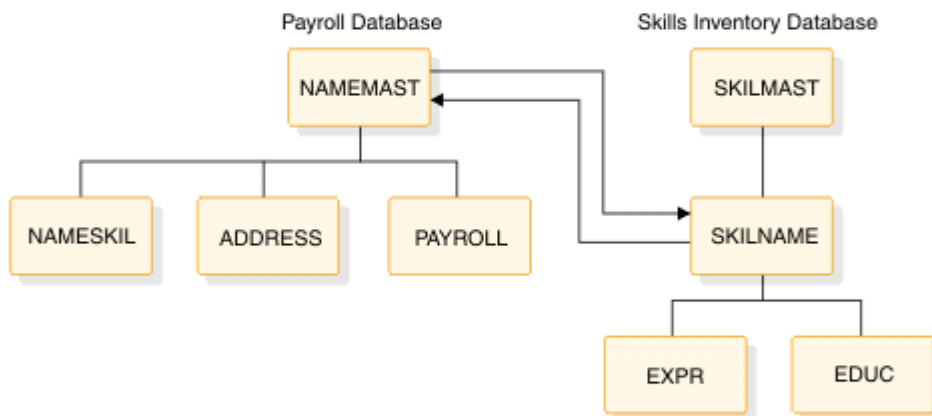 Payroll Database
Skills Inventory Database
NAMEMAST
SKILMAST
NAMESKIL
ADDRESS
PAYROLL
SKILNAME
EXPR
EDUC